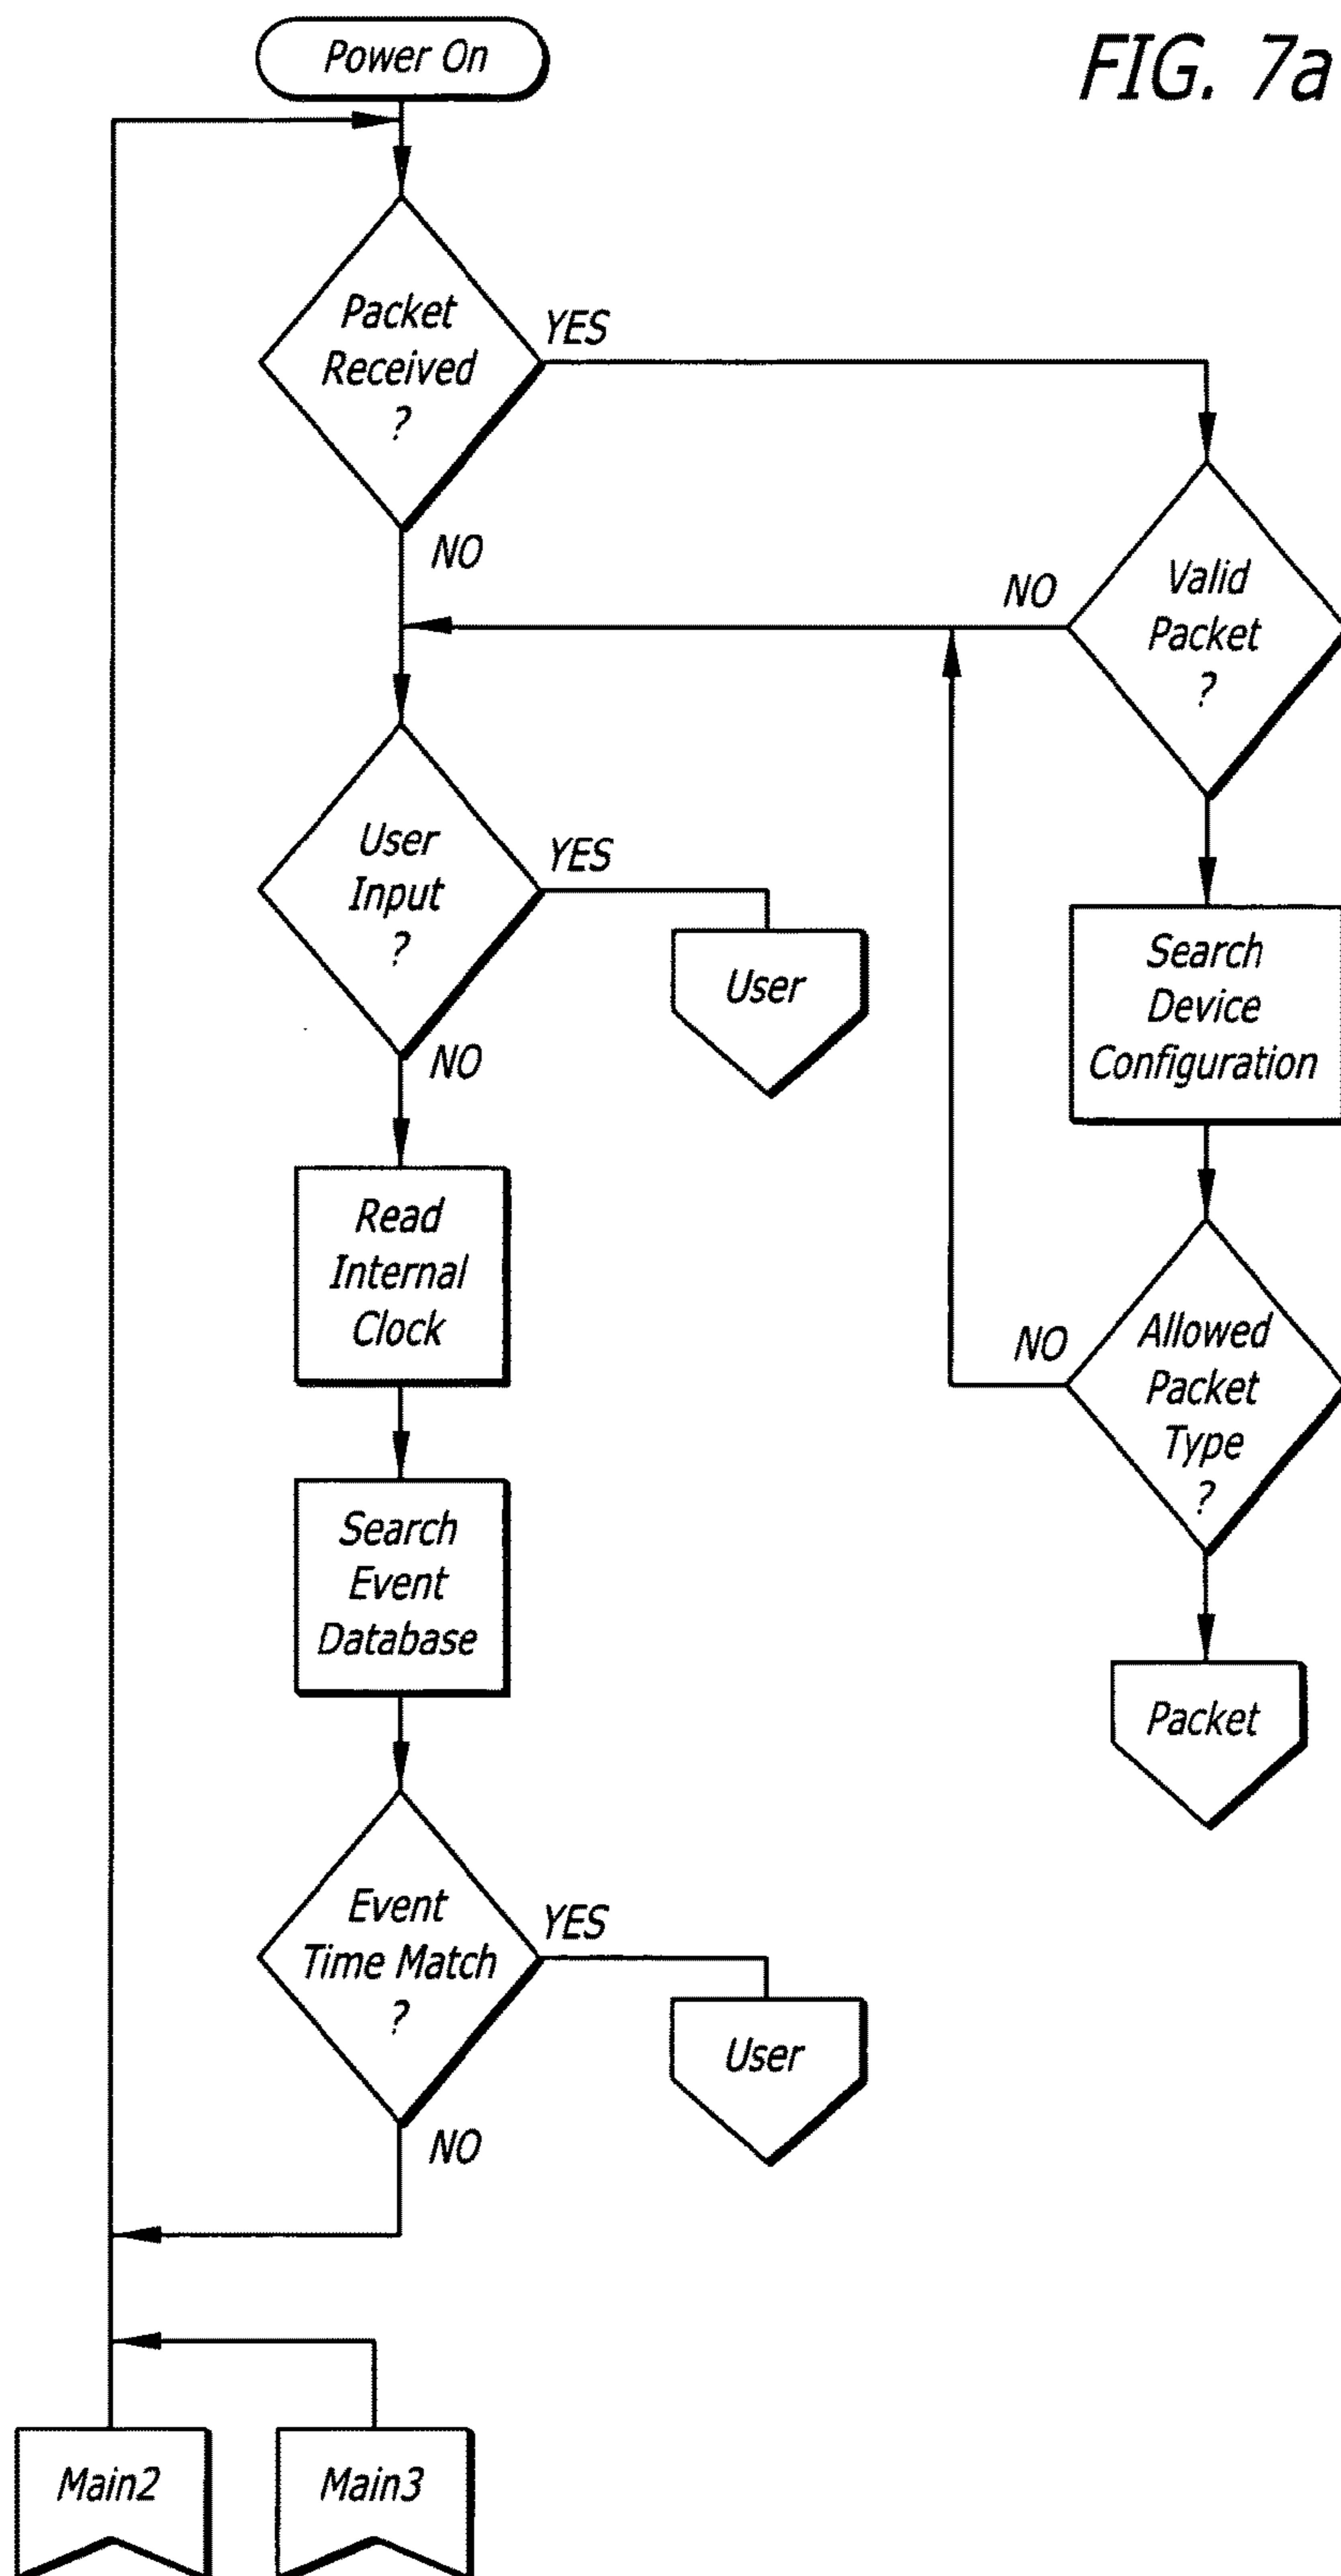 Power On
FIG. 7a
Packet
Received
?
YES
NO
Valid
Packet
?
NO
User
Input
?
YES
User
NO
Search
Device
Configuration
Read
Internal
Clock
Allowed
Packet
Type
?
NO
Search
Event
Database
Packet
Event
Time Match
?
YES
User
NO
Main2
Main3